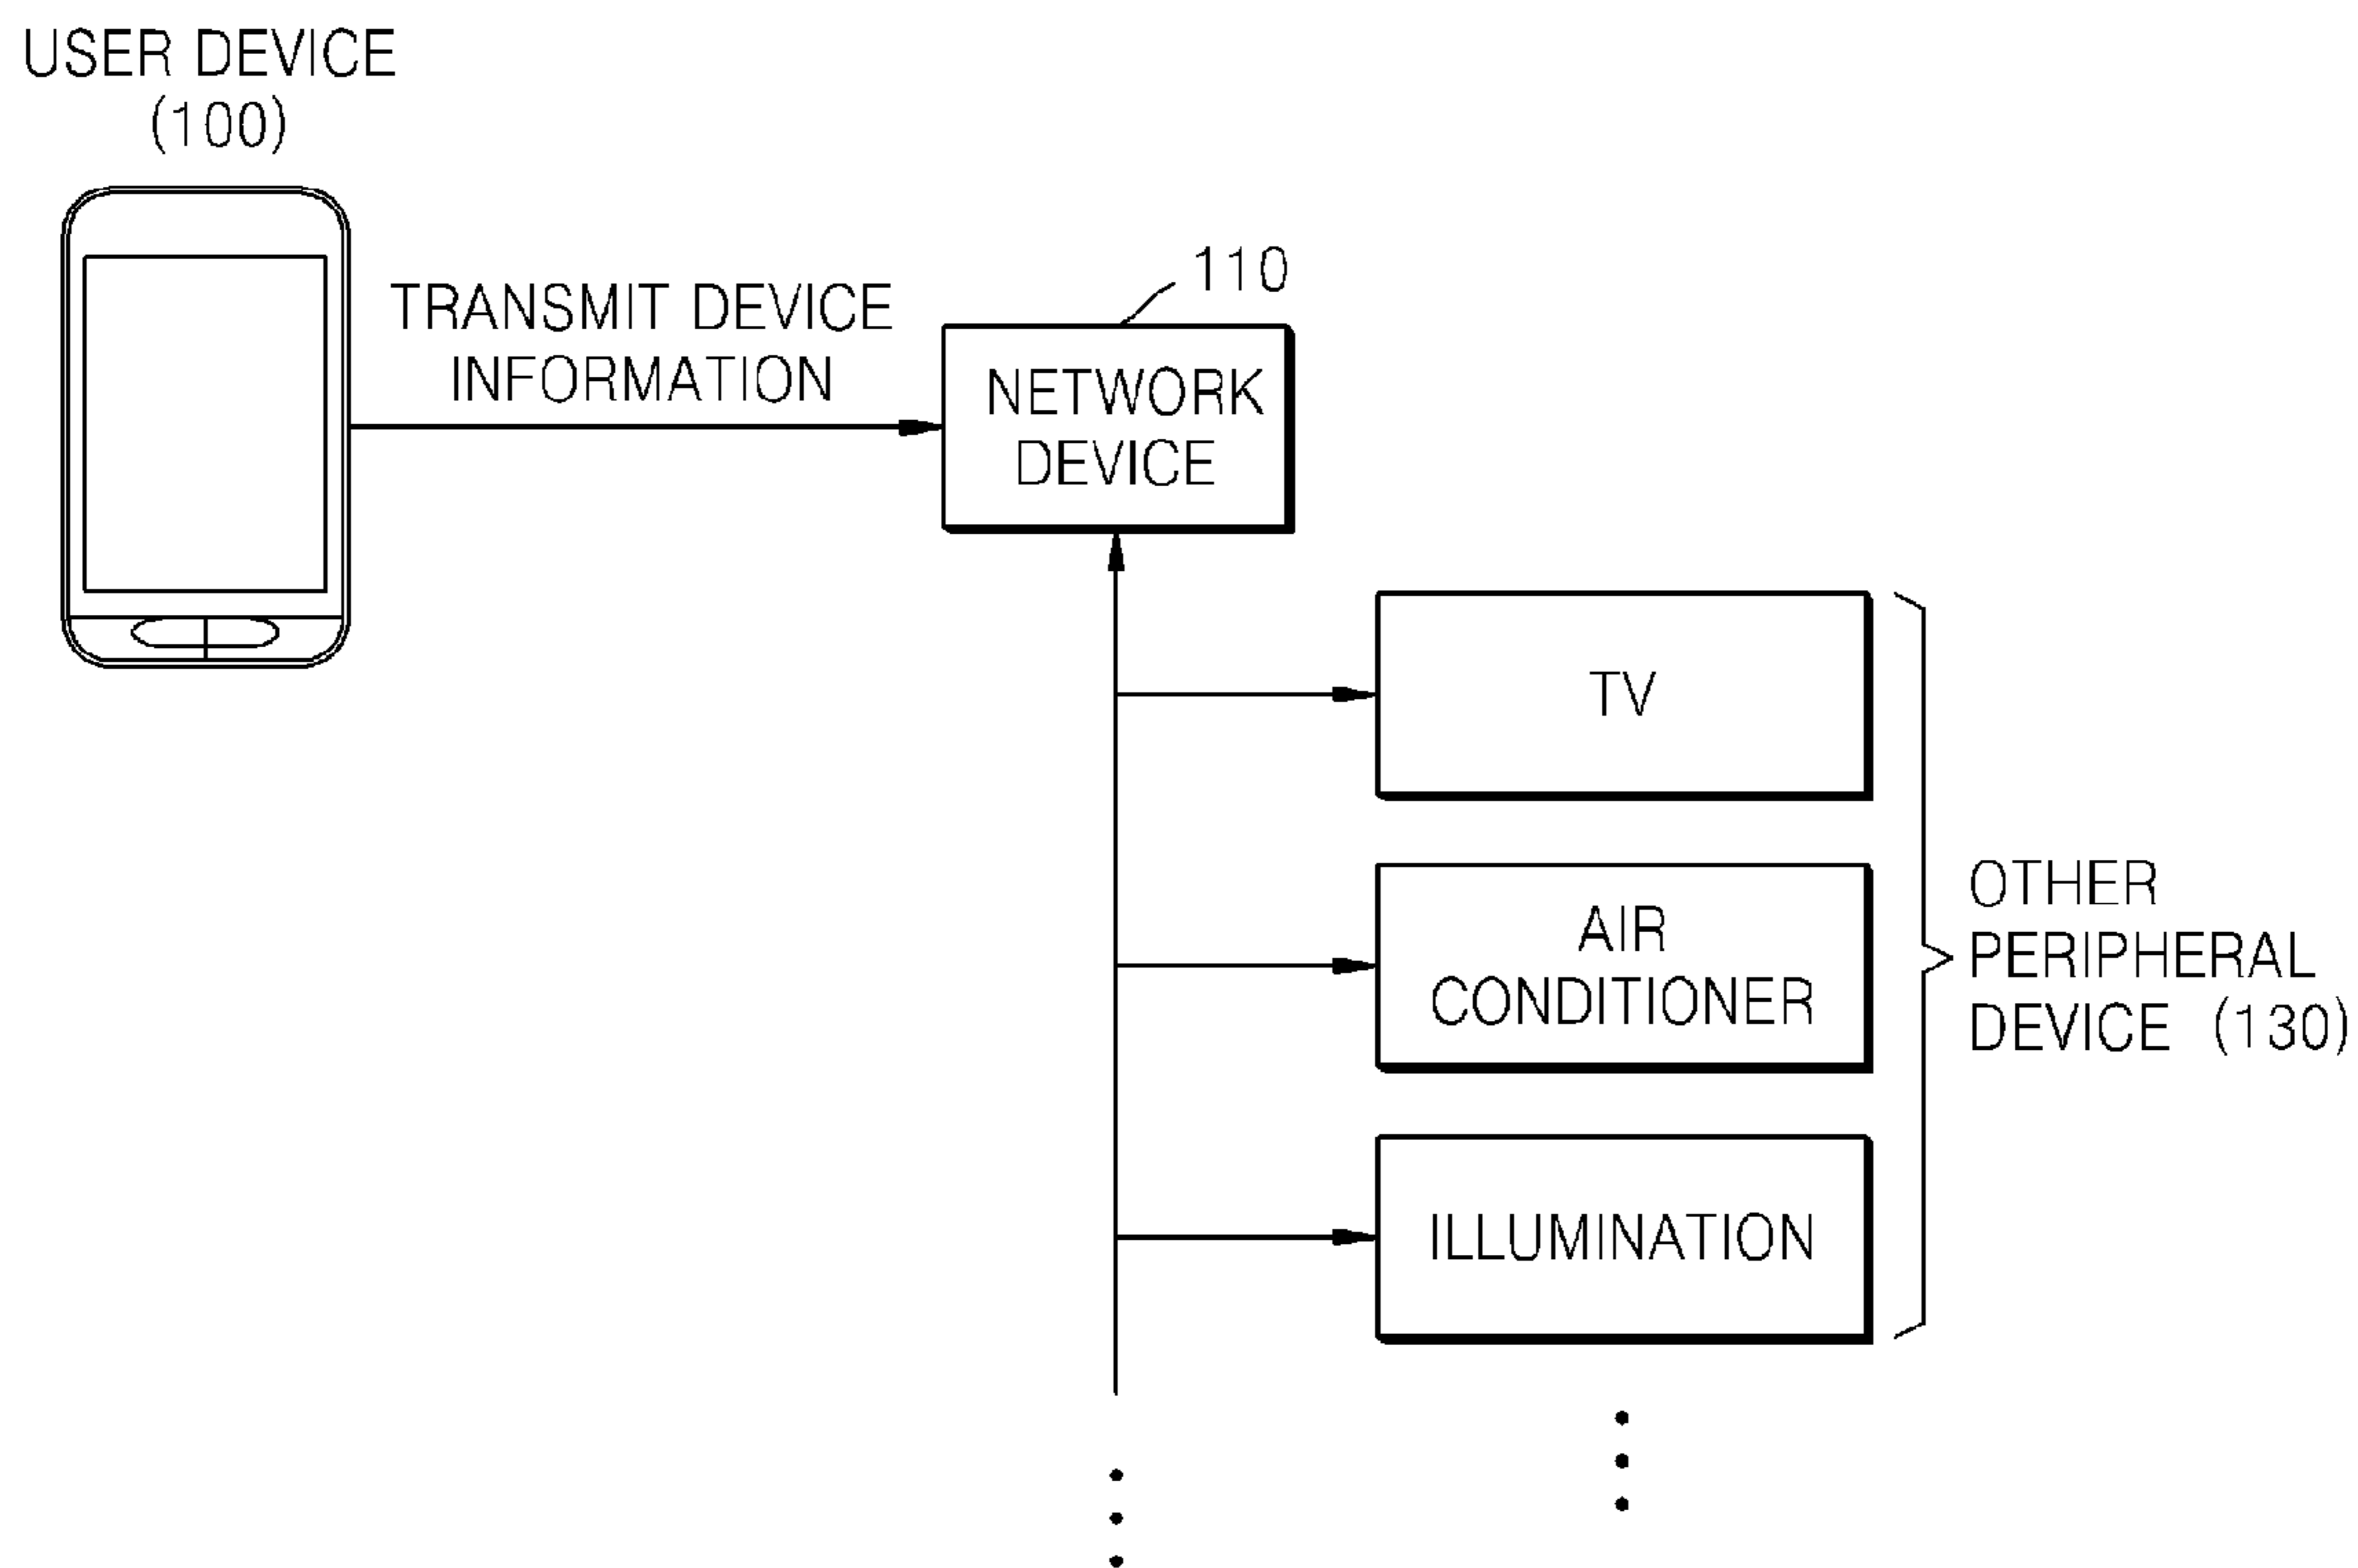 USER DEVICE
(100)
TRANSMIT DEVICE
INFORMATION
110
NETWORK
DEVICE
TV
AIR
CONDITIONER
ILLUMINATION
OTHER
PERIPHERAL
DEVICE (130)